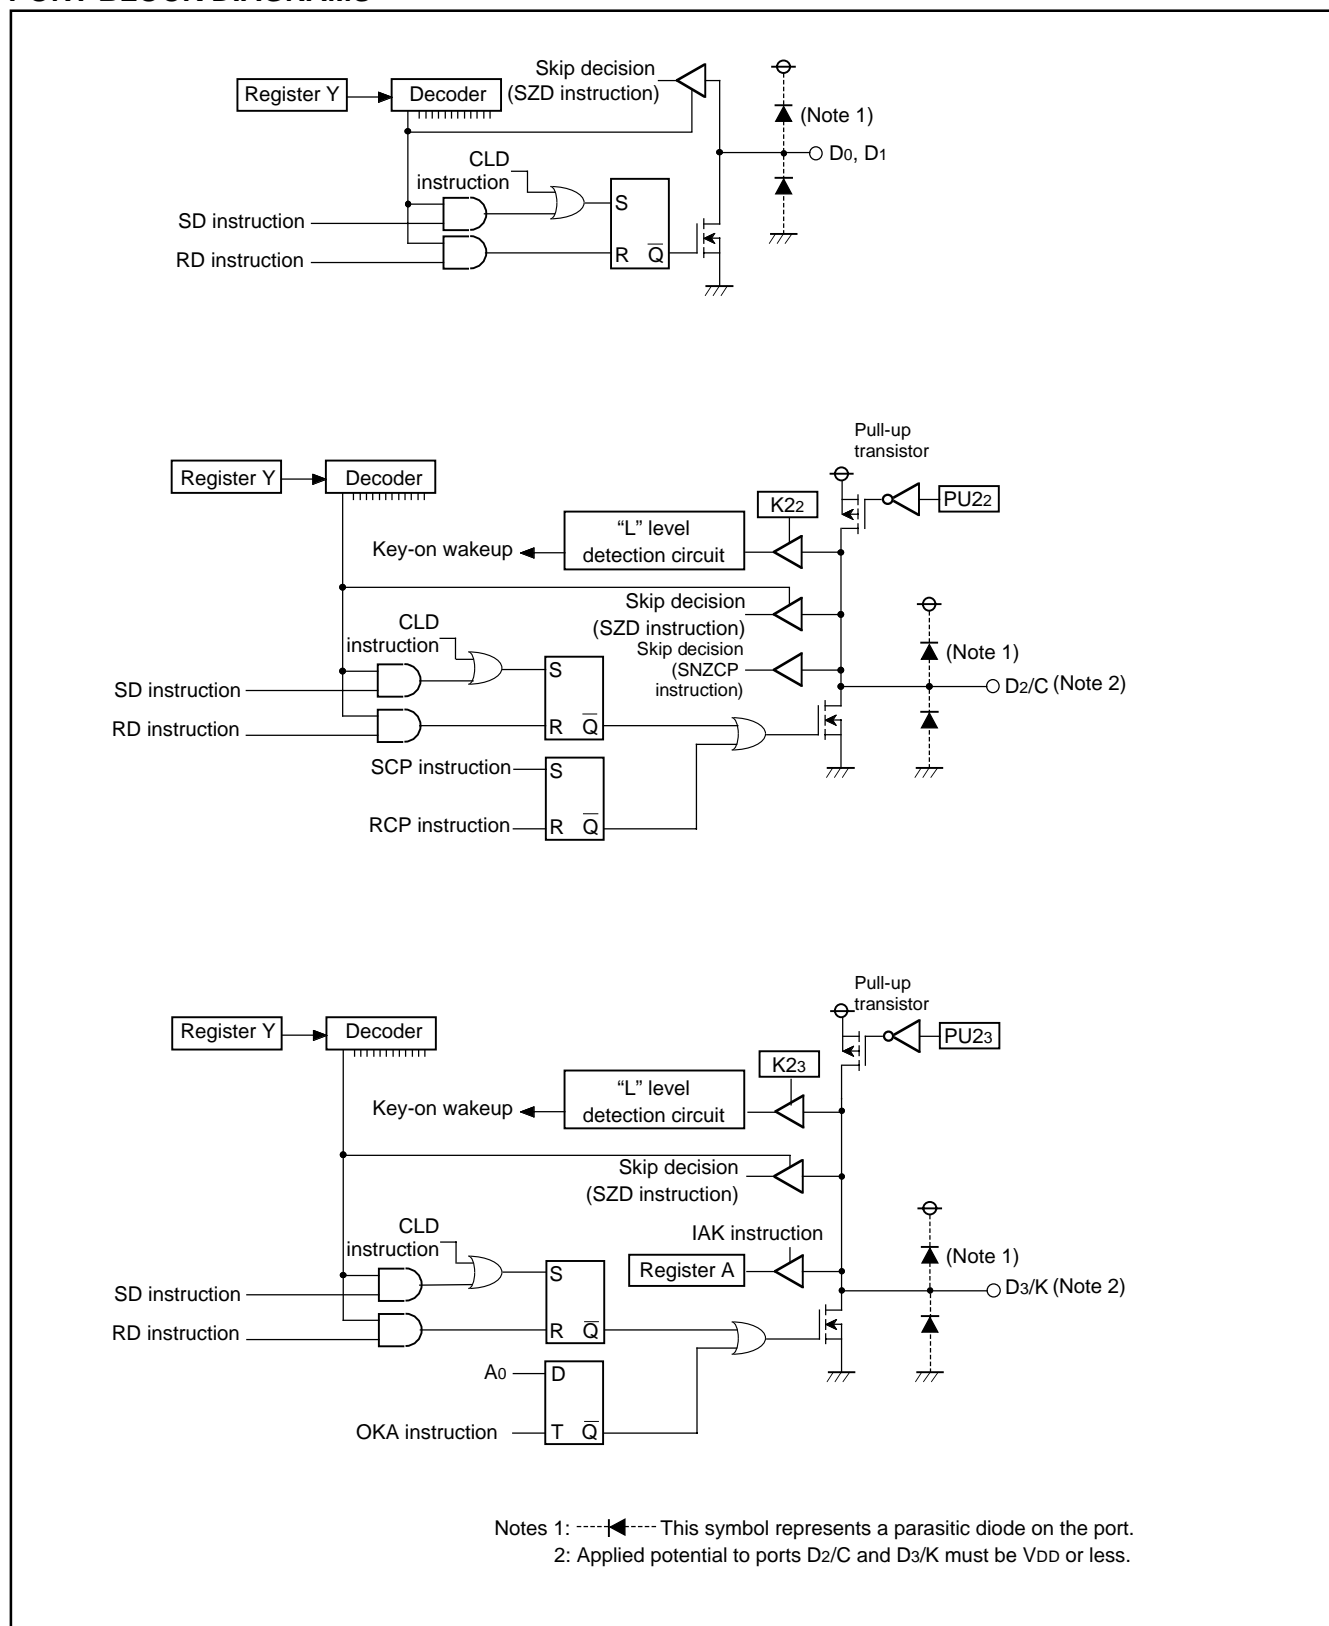 PORT BLOCK DIAGRAMS
Skip decision
(SZD instruction)
Register Y
Decoder
(Note 1)
D0, D1
CLD
instruction
S
SD instruction
RD instruction
R Q
Pull-up
transistor
Register Y
Decoder
K22
PU22
“L” level
detection circuit
Key-on wakeup
Skip decision
(SZD instruction)
CLD
instruction
Skip decision
(SNZCP
instruction)
(Note 1)
S
D2/C (Note 2)
SD instruction
RD instruction
R Q
SCP instruction
S
RCP instruction
R Q
Pull-up
transistor
Register Y
Decoder
PU23
K23
“L” level
detection circuit
Key-on wakeup
Skip decision
(SZD instruction)
CLD
instruction
IAK instruction
Register A
(Note 1)
S
D3/K (Note 2)
SD instruction
RD instruction
R Q
A0
D
OKA instruction
T Q
Notes 1: This symbol represents a parasitic diode on the port.
2: Applied potential to ports D2/C and D3/K must be VDD or less.